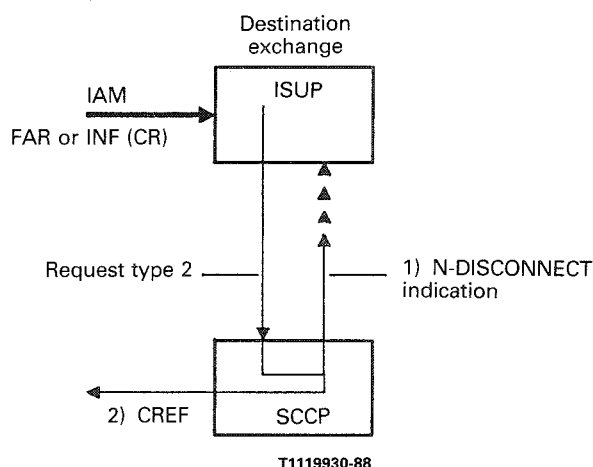 Destination
exchange
ISUP
IAM
FAR or INF (CR)
Request type 2
1) N-DISCONNECT
indication
2) CREF
SCCP
T1119930-88